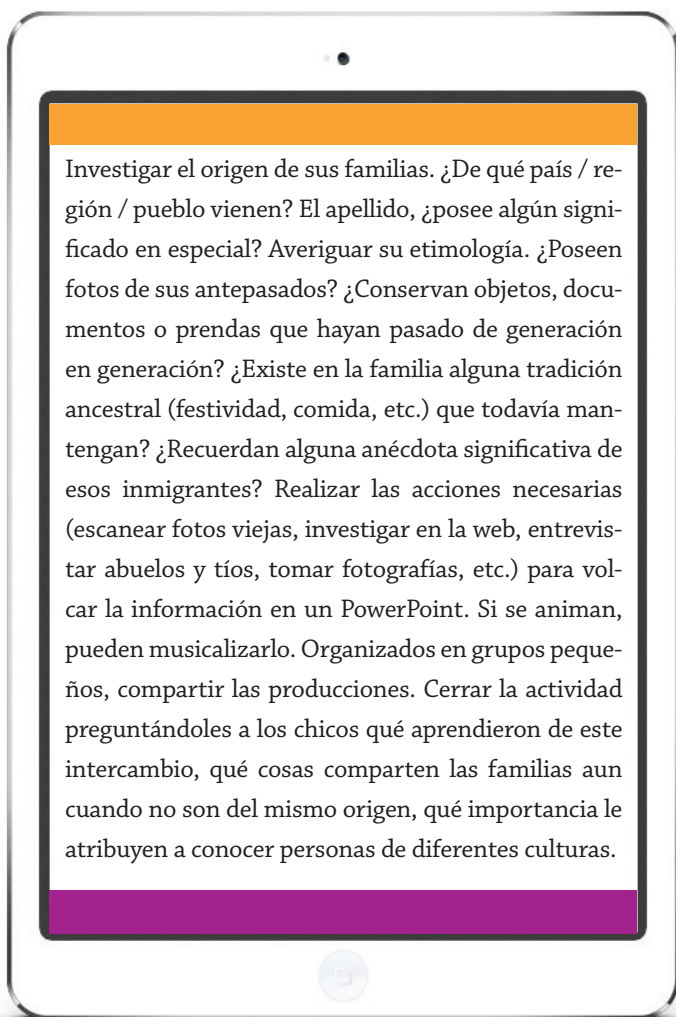 Investigar el origen de sus familias. ¿De qué país / re-
gión / pueblo vienen? El apellido, ¿posee algún signi-
ficado en especial? Averiguar su etimología. ¿Poseen
fotos de sus antepasados? ¿Conservan objetos, docu-
mentos o prendas que hayan pasado de generación
en generación? ¿Existe en la familia alguna tradición
ancestral (festividad, comida, etc.) que todavía man-
tengan? ¿Recuerdan alguna anécdota significativa de
esos inmigrantes? Realizar las acciones necesarias
(escanear fotos viejas, investigar en la web, entrevis-
tar abuelos y tíos, tomar fotografías, etc.) para vol-
car la información en un PowerPoint. Si se animan,
pueden musicalizarlo. Organizados en grupos peque-
ños, compartir las producciones. Cerrar la actividad
preguntándoles a los chicos qué aprendieron de este
intercambio, qué cosas comparten las familias aun
cuando no son del mismo origen, qué importancia le
atribuyen a conocer personas de diferentes culturas.